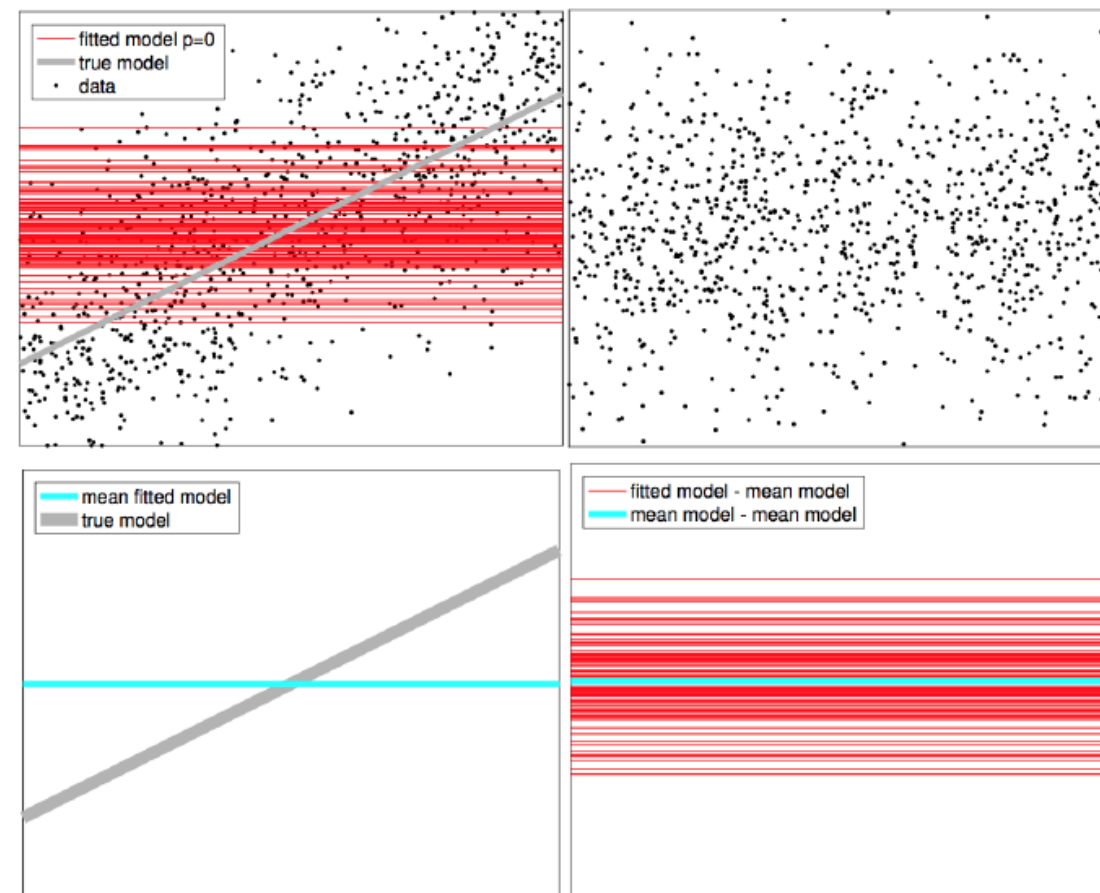 fitted model p=0
true model
data
mean fitted model
true model
fitted model - mean model
mean model - mean model